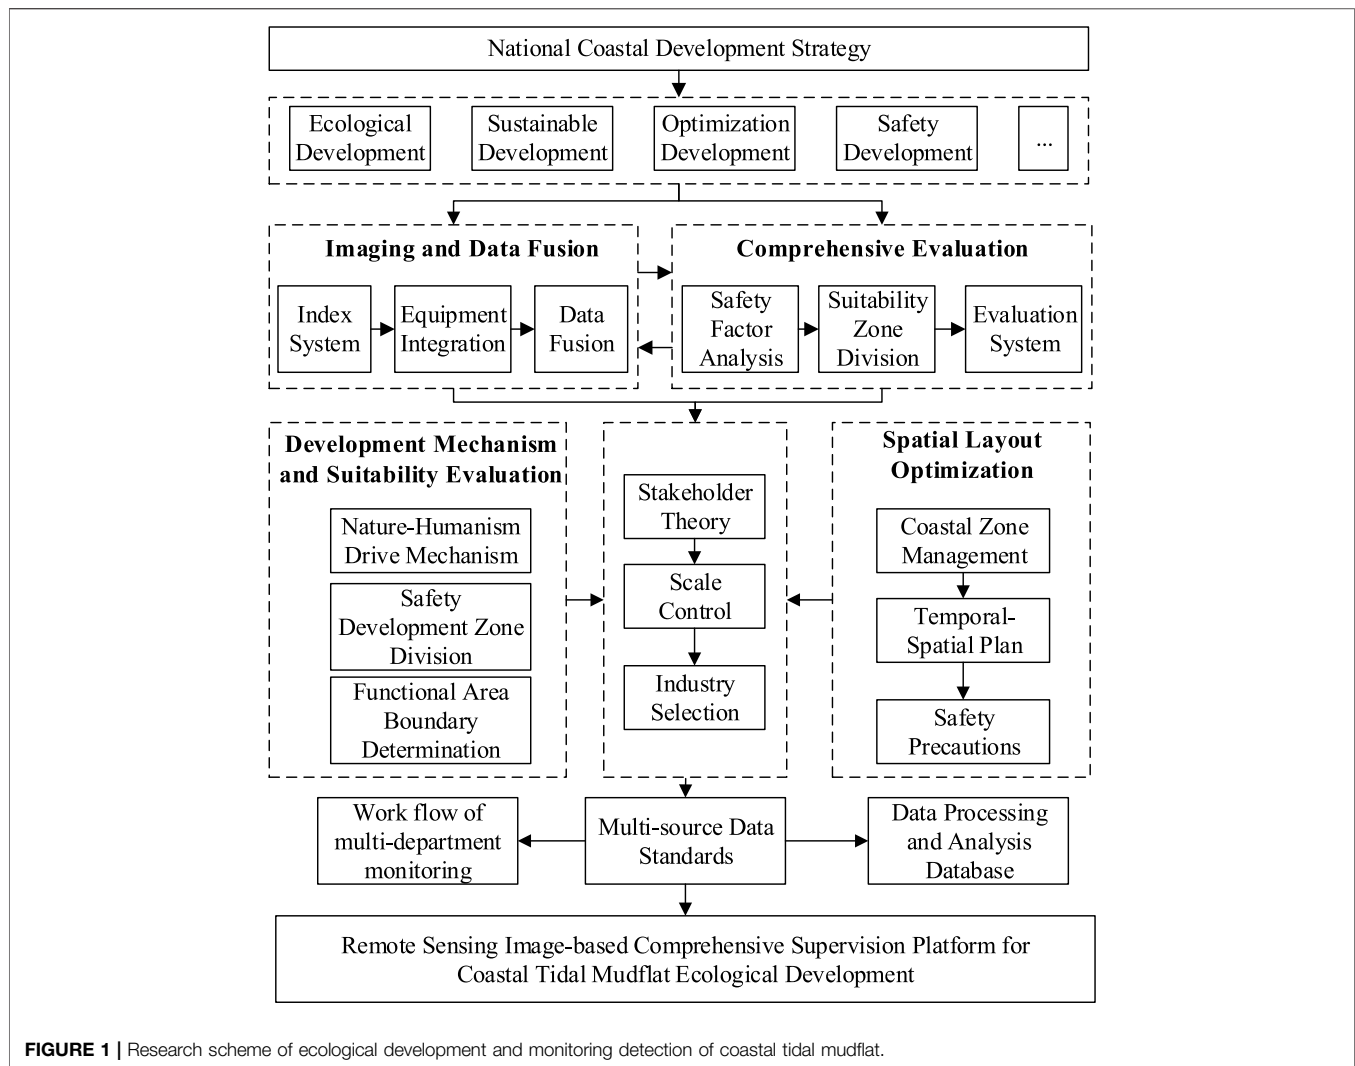 National Coastal Development Strategy
Ecological
Development
Sustainable
Development
Optimization
Development
Safety
Development
...
Imaging and Data Fusion
Index
System
Equipment
Integration
Data
Fusion
Comprehensive Evaluation
Safety
Factor
Analysis
Suitability
Zone
Division
Evaluation
System
Development Mechanism
and Suitability Evaluation
Nature-Humanism
Drive Mechanism
Safety
Development Zone
Division
Functional Area
Boundary
Determination
Stakeholder
Theory
Scale
Control
Industry
Selection
Spatial Layout
Optimization
Coastal Zone
Management
Temporal-
Spatial Plan
Safety
Precautions
Work flow of
multi-department
monitoring
Multi-source Data
Standards
Data Processing
and Analysis
Database
Remote Sensing Image-based Comprehensive Supervision Platform for
Coastal Tidal Mudflat Ecological Development
FIGURE 1 | Research scheme of ecological development and monitoring detection of coastal tidal mudflat.